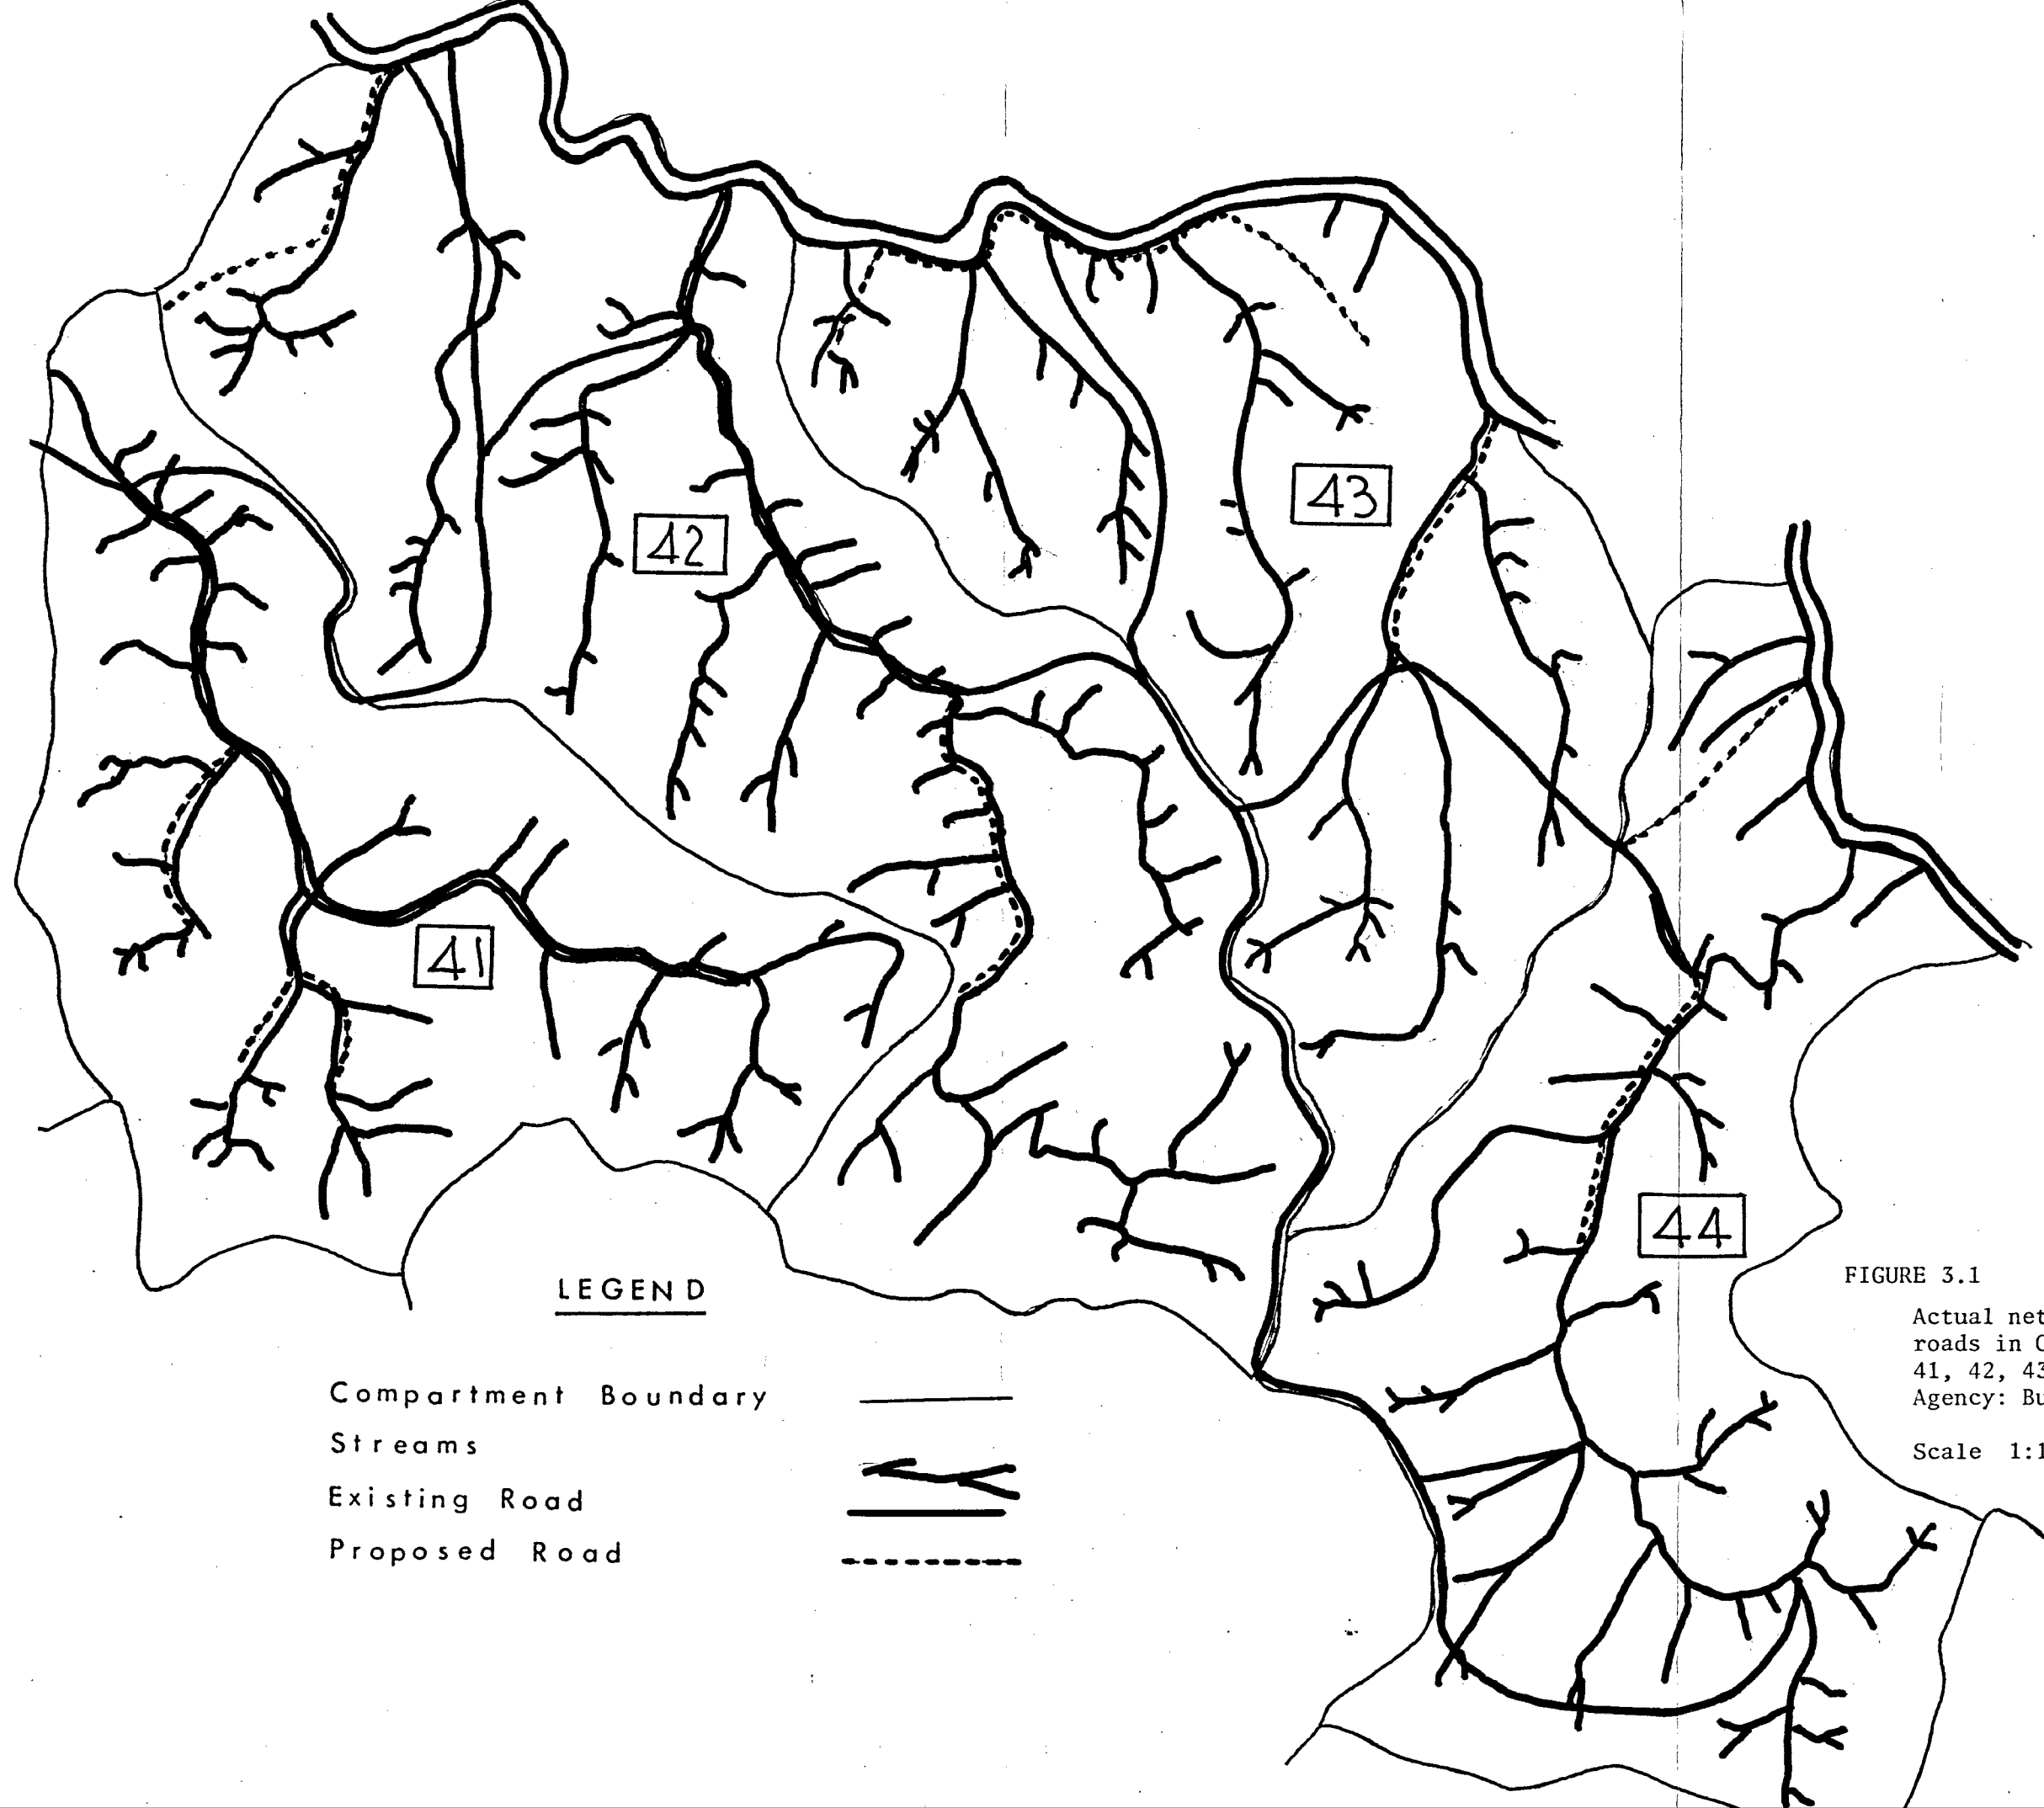 43
42
41
44
LEGEND
Compartment Boundary
Streams
Existing Road
Proposed Road
FIGURE 3.1
Actual net
roads in
41, 42, 43
Agency:
Scale 1:1